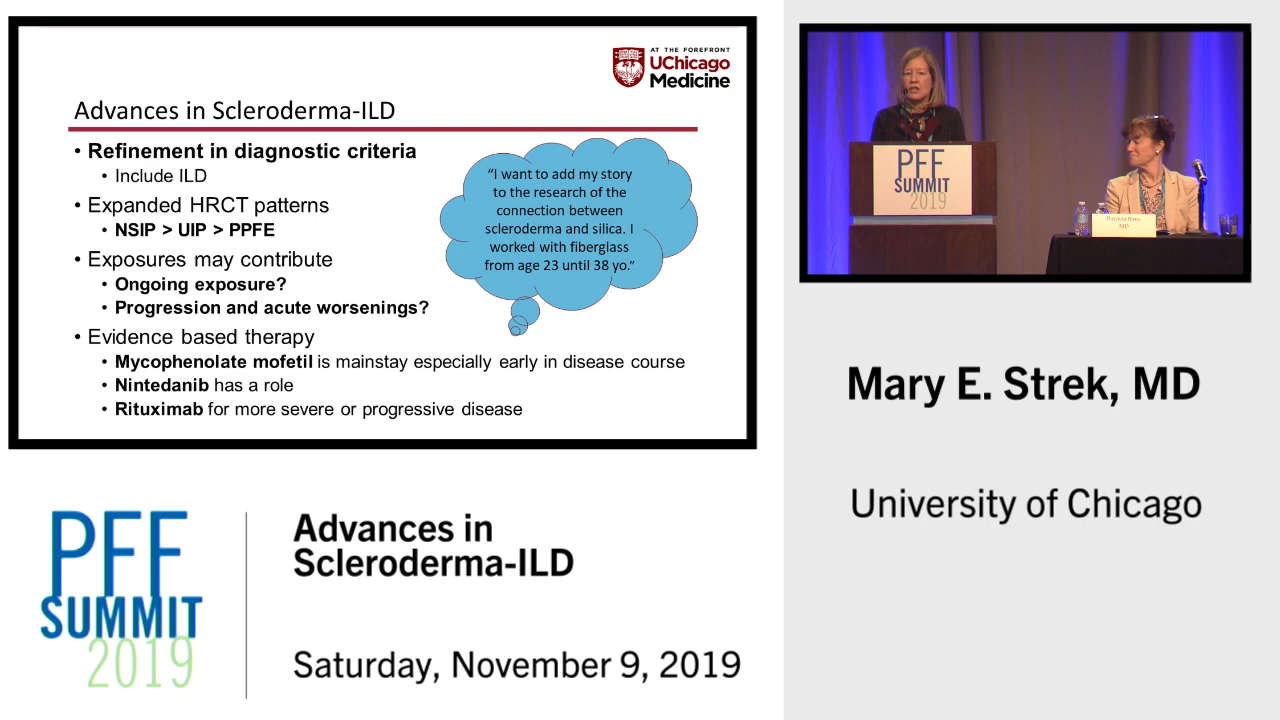 AT THE FOREFRONT
UChicago
Medicine
Advances in Scleroderma-ILD
• Refinement in diagnostic criteria
• Include ILD
• Expanded HRCT patterns
• NSIP > UIP > PPFE
• Exposures may contribute
• Ongoing exposure?
• Progression and acute worsenings?
• Evidence based therapy
• Mycophenolate mofetil is mainstay especially early in disease course
• Nintedanib has a role
• Rituximab for more severe or progressive disease
“I want to add my story
to the research of the
connection between
scleroderma and silica. I
worked with fiberglass
from age 23 until 38 yo.”
PFF
SUMMIT
2019
MD
Mary E. Strek, MD
University of Chicago
PFF
SUMMIT
2019
Advances in
Scleroderma-ILD
Saturday, November 9, 2019